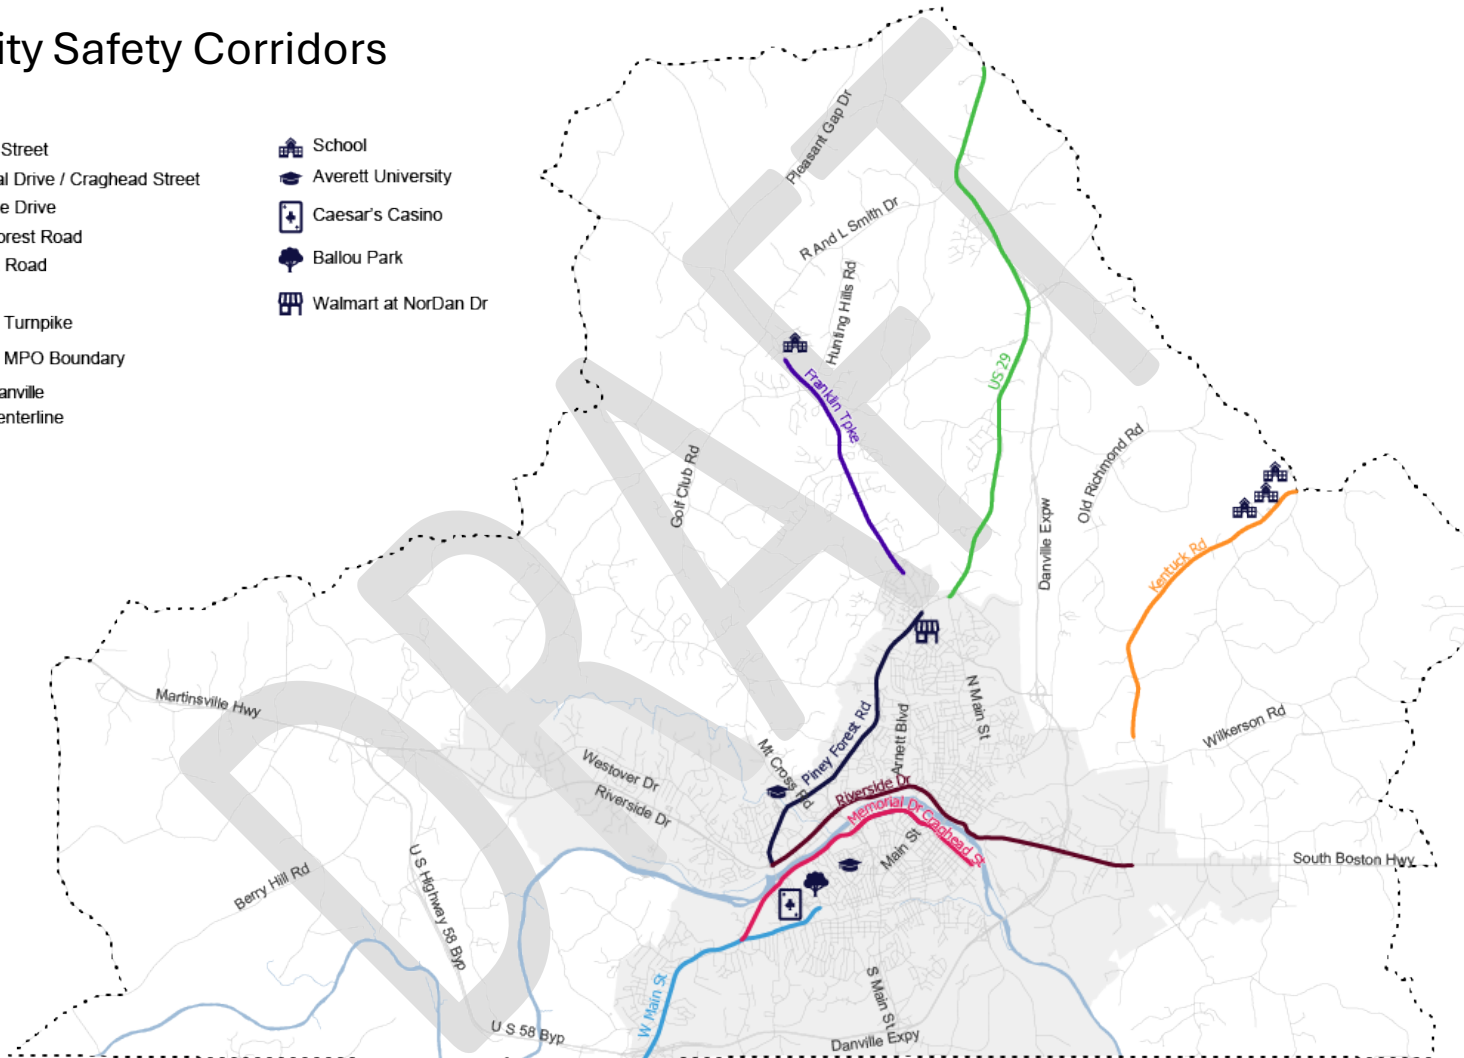 ity Safety Corridors
Street
al Drive / Craghead Street
e Drive
orest Road
Road
Turnpike
MPO Boundary
anville
enterline
School
Averett University
Caesar's Casino
Ballou Park
Walmart at NorDan Dr
DRAFT
Pleasant Gap Dr
R And L Smith Dr
Hunting Hills Rd
Franklin Tpke
US 29
Golf Club Rd
Old Richmond Rd
Danville Expw
Kentuck Rd
Martinsville Hwy
N Main St
Wilkerson Rd
Arnett Blvd
Piney Forest Rd
Mt Cross Rd
Westover Dr
Riverside Dr
Riverside Dr
Memorial Dr
Craghead St
Main St
South Boston Hwy
Berry Hill Rd
U S Highway 58 Byp
W Main St
S Main St
U S 58 Byp
Danville Expy